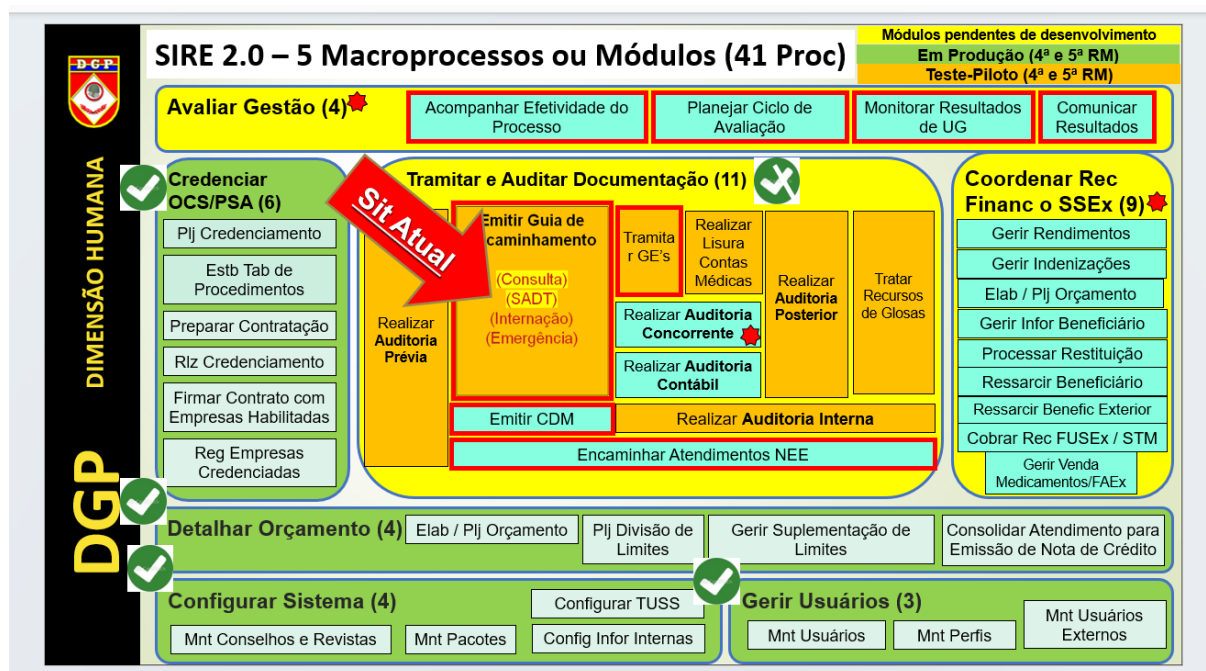 SIRE 2.0 – 5 Macroprocessos ou Módulos (41 Proc)
Módulos pendentes de desenvolvimento
Em Produção (4ª e 5ª RM)
Teste-Piloto (4ª e 5ª RM)
DGP
DIMENSÃO HUMANA
DGP
Avaliar Gestão (4)
Acompanhar Efetividade do
Processo
Planejar Ciclo de
Avaliação
Monitorar Resultados
de UG
Comunicar
Resultados
Credenciar
OCS/PSA (6)
Plj Credenciamento
Estb Tab de
Procedimentos
Preparar Contratação
Rlz Credenciamento
Firmar Contrato com
Empresas Habilitadas
Reg Empresas
Credenciadas
Tramitar e Auditar Documentação (11)
Sit Atual
Realizar
Auditoria
Prévia
Emitir Guia de
caminhamento
(Consulta)
(SADT)
(Internação)
(Emergência)
Tramita
r GE's
Realizar
Lisura
Contas
Médicas
Realizar Auditoria
Concorrente
Realizar Auditoria
Contábil
Realizar
Auditoria
Posterior
Tratar
Recursos
de Glosas
Emitir CDM
Realizar Auditoria Interna
Encaminhar Atendimentos NEE
Coordenar Rec
Financ o SSEx (9)
Gerir Rendimentos
Gerir Indenizações
Elab / Plj Orçamento
Gerir Infor Beneficiário
Processar Restituição
Ressarcir Beneficiário
Ressarcir Benefic Exterior
Cobrar Rec FUSEx / STM
Gerir Venda
Medicamentos/FAEx
Detalhar Orçamento (4)
Elab / Plj Orçamento
Plj Divisão de
Limites
Gerir Suplementação de
Limites
Consolidar Atendimento para
Emissão de Nota de Crédito
Configurar Sistema (4)
Configurar TUSS
Mnt Conselhos e Revistas
Mnt Pacotes
Config Infor Internas
Gerir Usuários (3)
Mnt Usuários
Mnt Perfis
Mnt Usuários
Externos